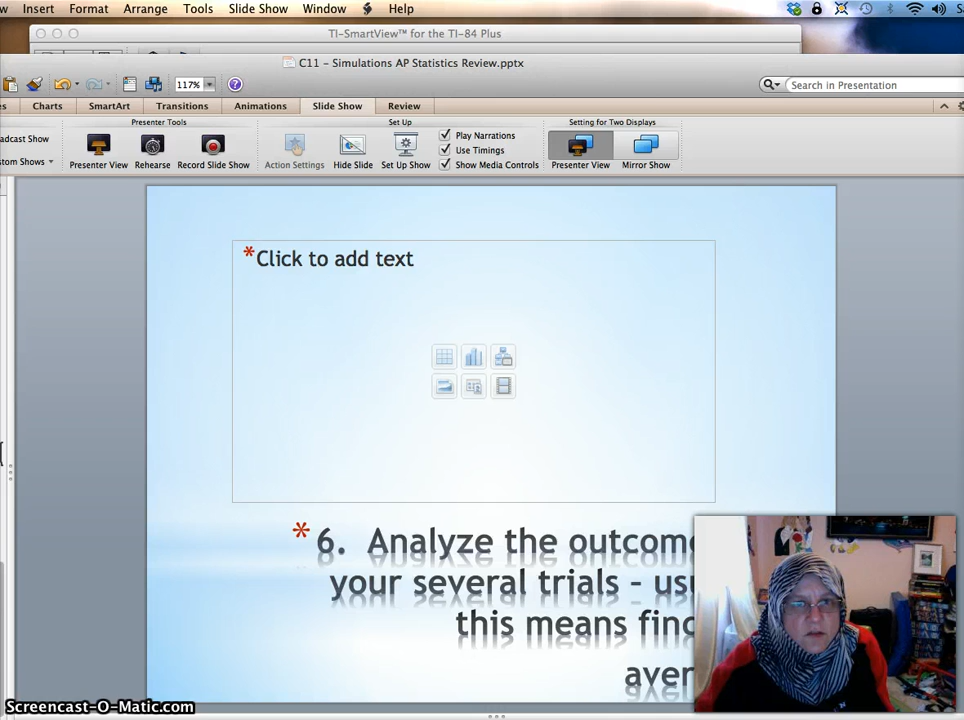 Insert Format Arrange Tools Slide Show Window Help
TI-SmartView™ for the TI-84 Plus
C11 – Simulations AP Statistics Review.pptx
117% Search in Presentation
Charts SmartArt Transitions Animations Slide Show Review
Presenter Tools Set Up Setting for Two Displays
Play Narrations
Use Timings
Show Media Controls
Presenter View Rehearse Record Slide Show Action Settings Hide Slide Set Up Show Presenter View Mirror Show
*Click to add text
* 6. Analyze the
your several trials –
this means
Screencast-O-Matic.com